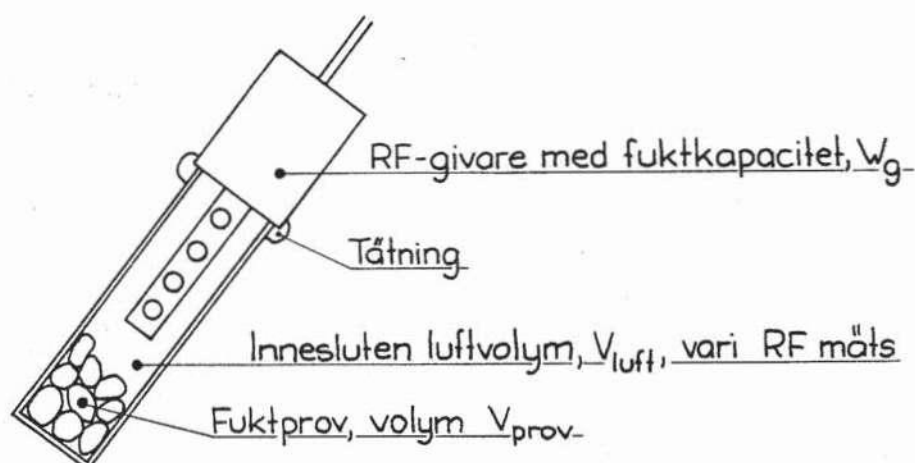 RF-givare med fuktkapacitet, Wg
Tätning
Innesluten luftvolym, Vluft, vari RF mäts
Fuktprov, volym Vprov